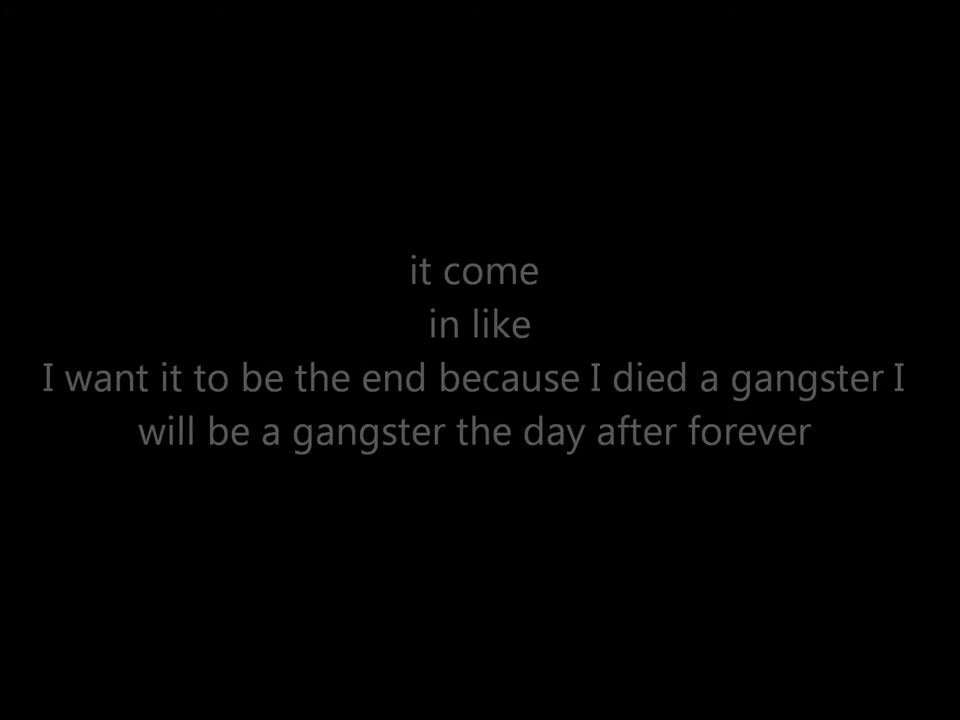 it come
in like
I want it to be the end because I died a gangster I
will be a gangster the day after forever